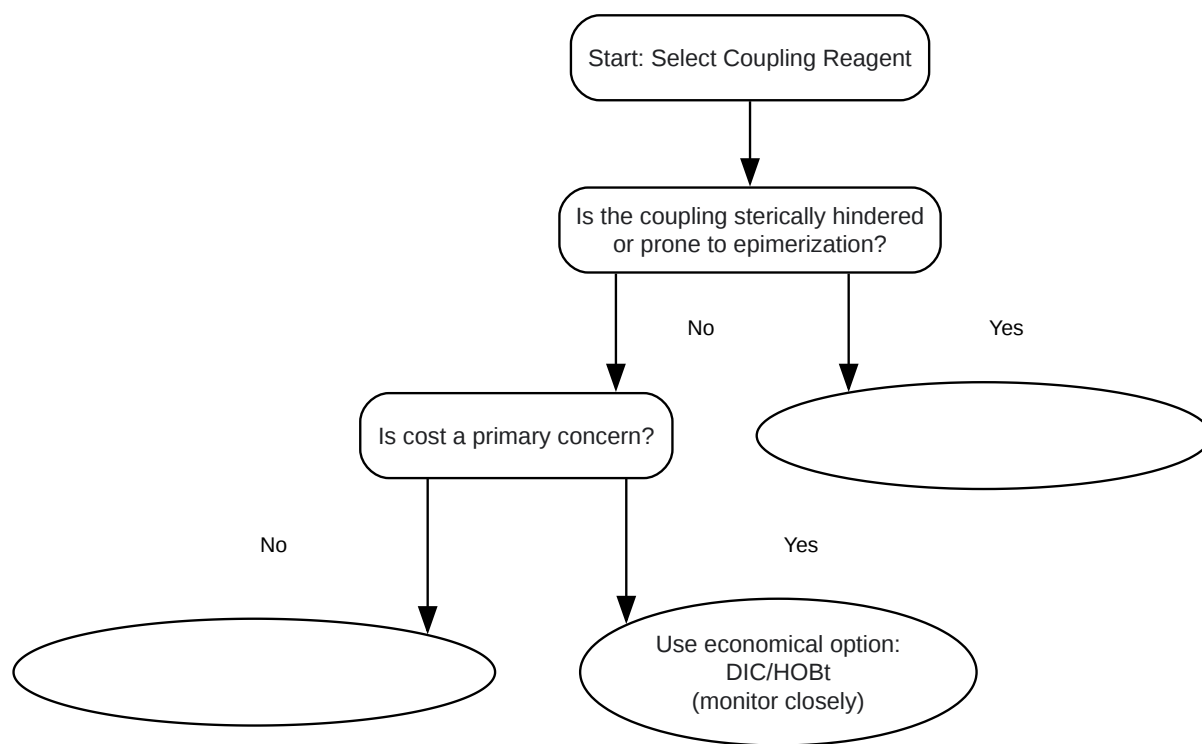 Start: Select Coupling Reagent
Is the coupling sterically hindered
or prone to epimerization?
No
Yes
Is cost a primary concern?
No
Yes
Use economical option:
DIC/HOBt
(monitor closely)